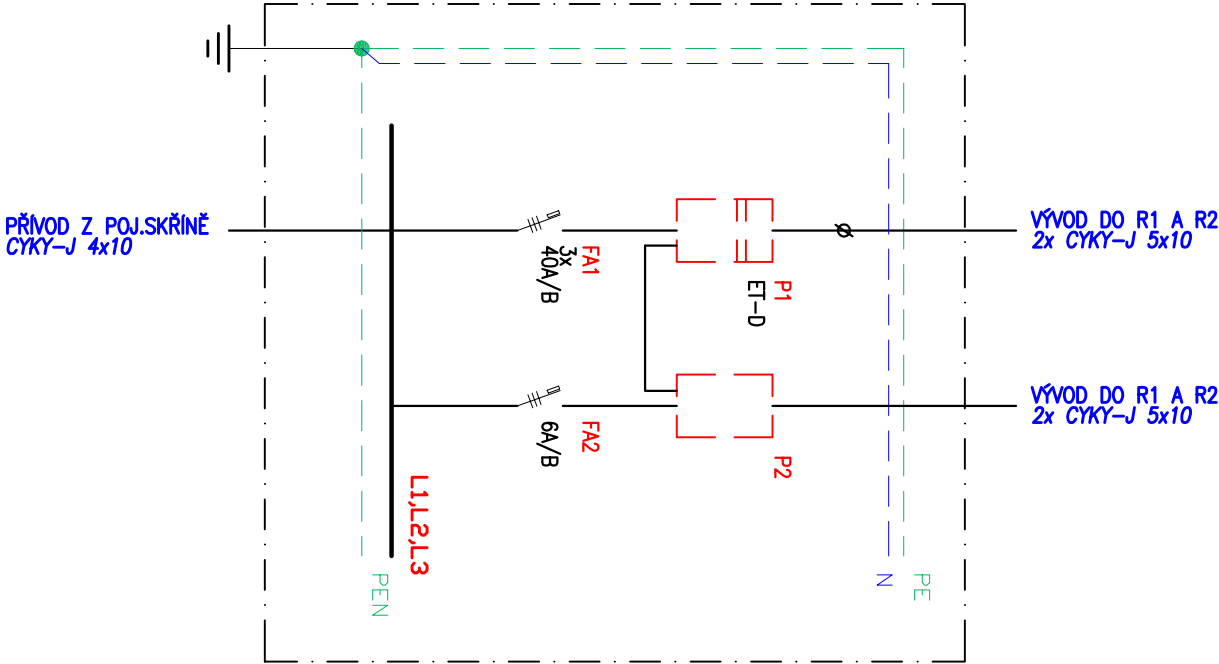 PŘÍVOD Z POJ.SKŘÍNĚ
CYKY-J 4x10
FA1
3x
40A/B
P1
ET-D
VÝVOD DO R1 A R2
2x CYKY-J 5x10
FA2
6A/B
P2
VÝVOD DO R1 A R2
2x CYKY-J 5x10
L1,L2,L3
PEN
N
PE